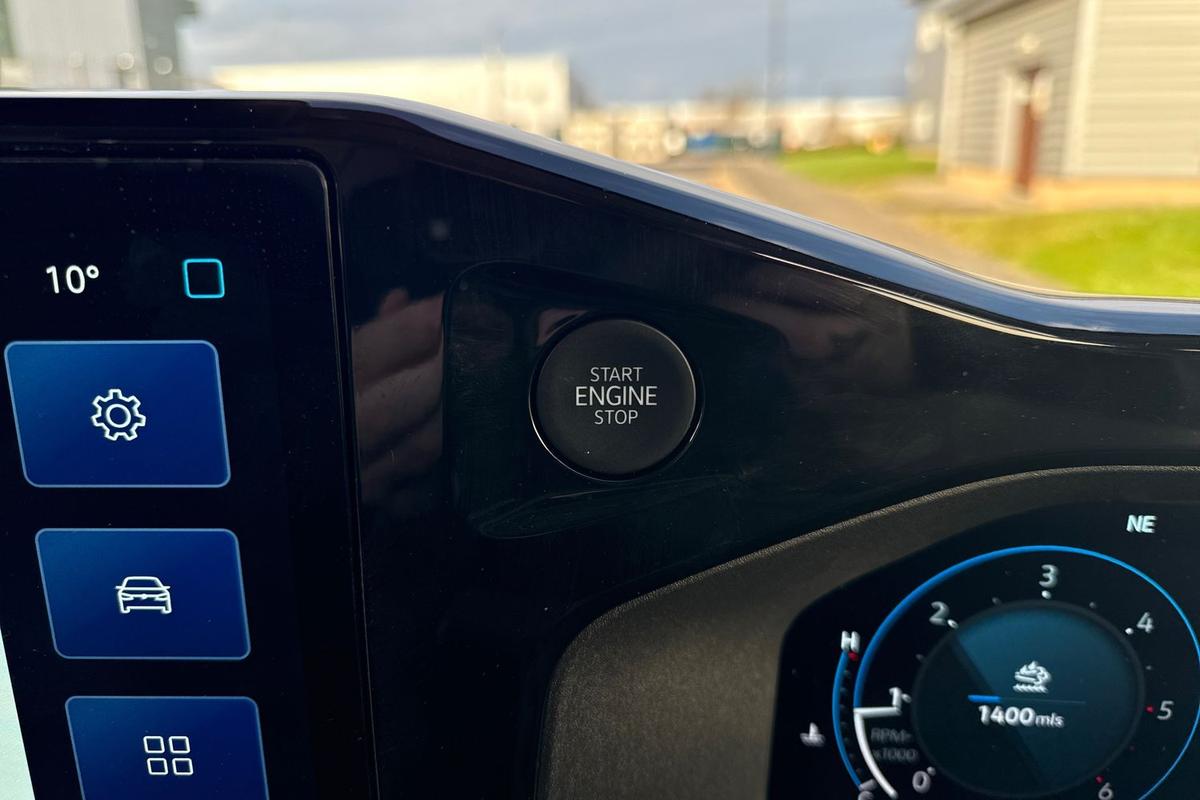 10°
START
ENGINE
STOP
NE
3
2
4
H
1
1400mls
5
RPM
x1000
0
6